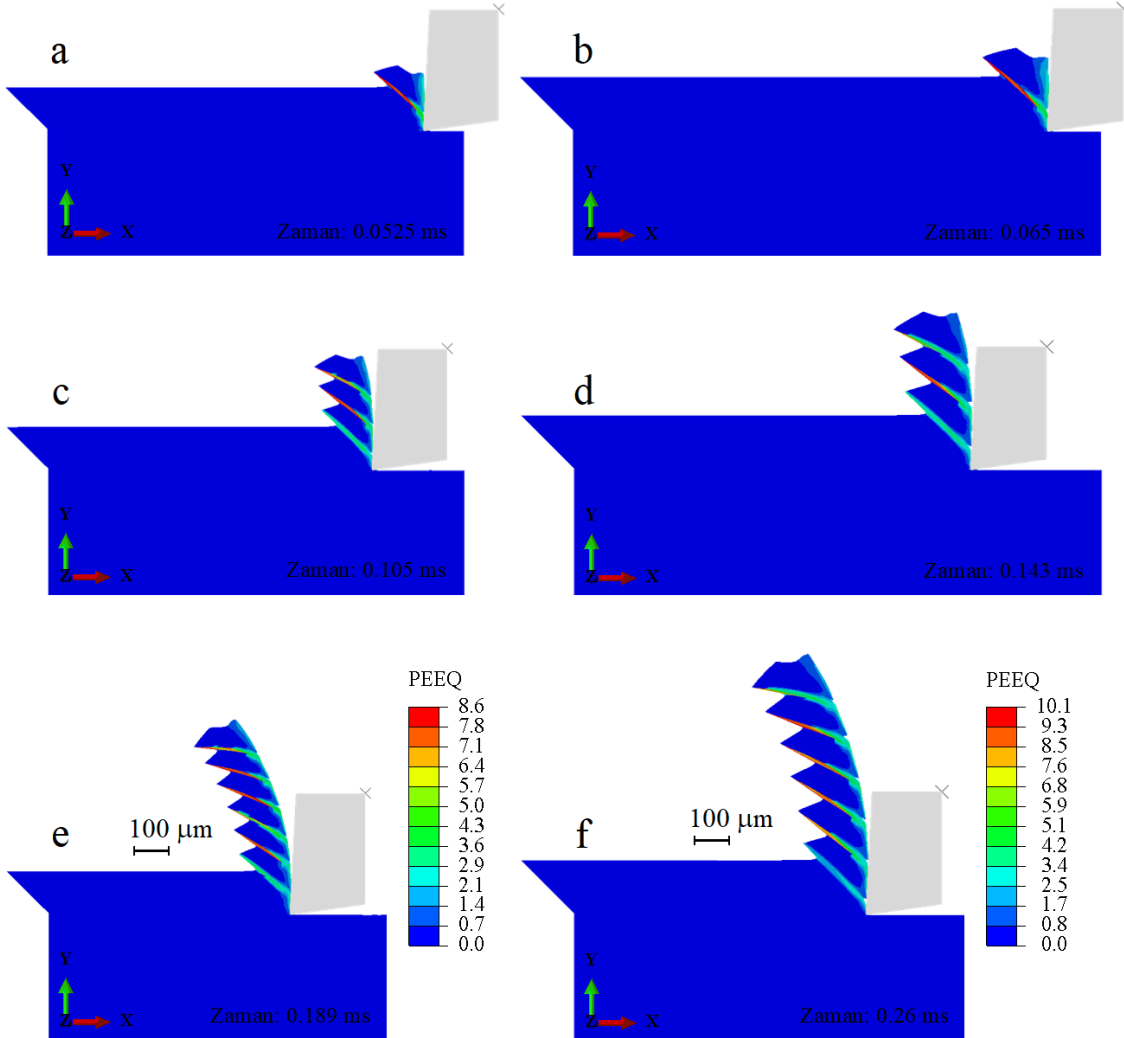 a
Y
Z X
Zaman: 0.0525 ms
b
Y
Z X
Zaman: 0.065 ms
c
Y
Z X
Zaman: 0.105 ms
d
Y
Z X
Zaman: 0.143 ms
e
100 μm
PEEQ
8.6
7.8
7.1
6.4
5.7
5.0
4.3
3.6
2.9
2.1
1.4
0.7
0.0
Y
Z X
Zaman: 0.189 ms
f
100 μm
PEEQ
10.1
9.3
8.5
7.6
6.8
5.9
5.1
4.2
3.4
2.5
1.7
0.8
0.0
Y
Z X
Zaman: 0.26 ms